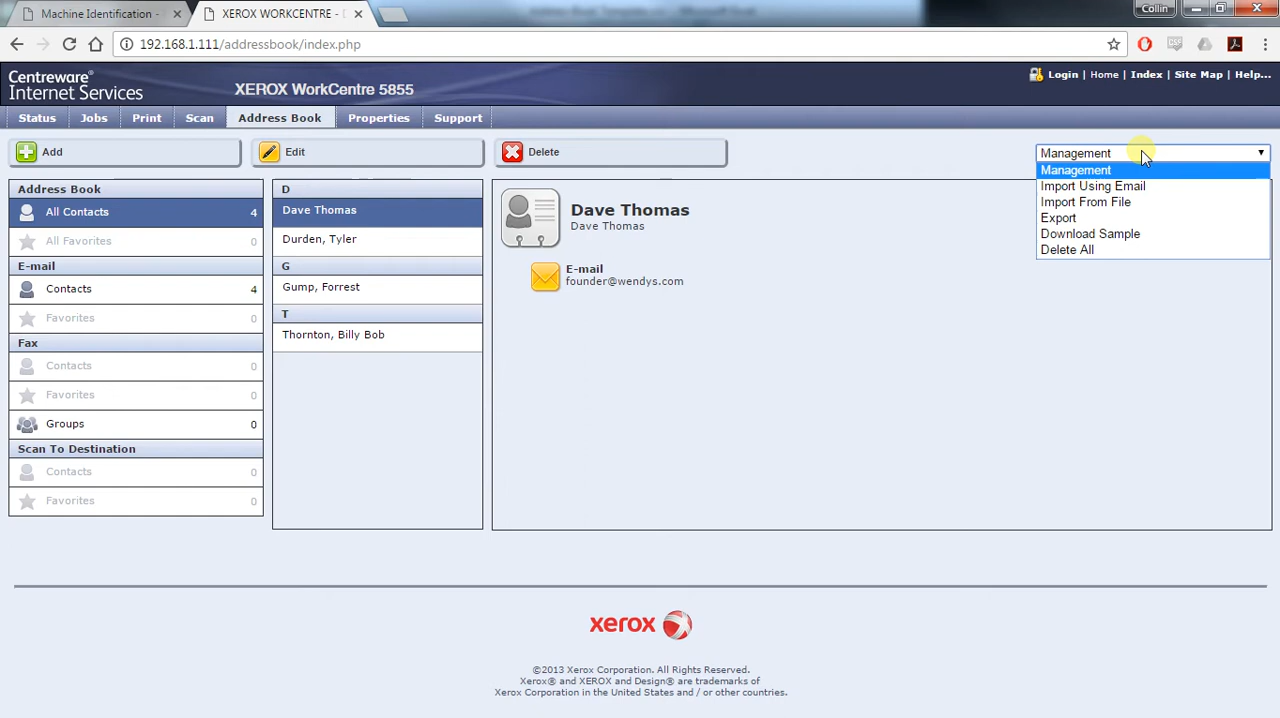 Machine Identification -
XEROX WORKCENTRE - D
Collin
192.168.1.111/addressbook/index.php
Centreware®
Internet Services
XEROX WorkCentre 5855
Login | Home | Index | Site Map | Help...
Status Jobs Print Scan Address Book Properties Support
Add
Edit
Delete
Management
Management
Import Using Email
Import From File
Export
Download Sample
Delete All
Address Book
All Contacts 4
All Favorites 0
E-mail
Contacts 4
Favorites 0
Fax
Contacts 0
Favorites 0
Groups 0
Scan To Destination
Contacts 0
Favorites 0
D
Dave Thomas
Durden, Tyler
G
Gump, Forrest
T
Thornton, Billy Bob
Dave Thomas
Dave Thomas
E-mail
founder@wendys.com
xerox
©2013 Xerox Corporation. All Rights Reserved.
Xerox® and XEROX and Design® are trademarks of
Xerox Corporation in the United States and / or other countries.